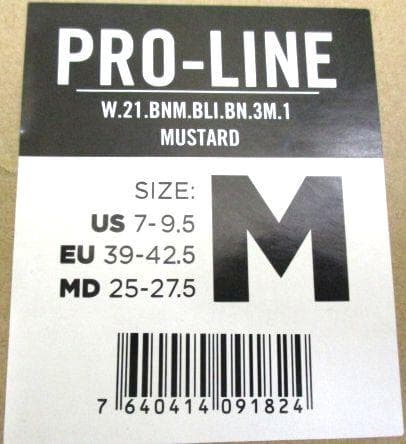 PRO-LINE
W.21.BNM.BLI.BN.3M.1
MUSTARD
SIZE:
US 7-9.5
EU 39-42.5
MD 25-27.5
M
7 640414 091824